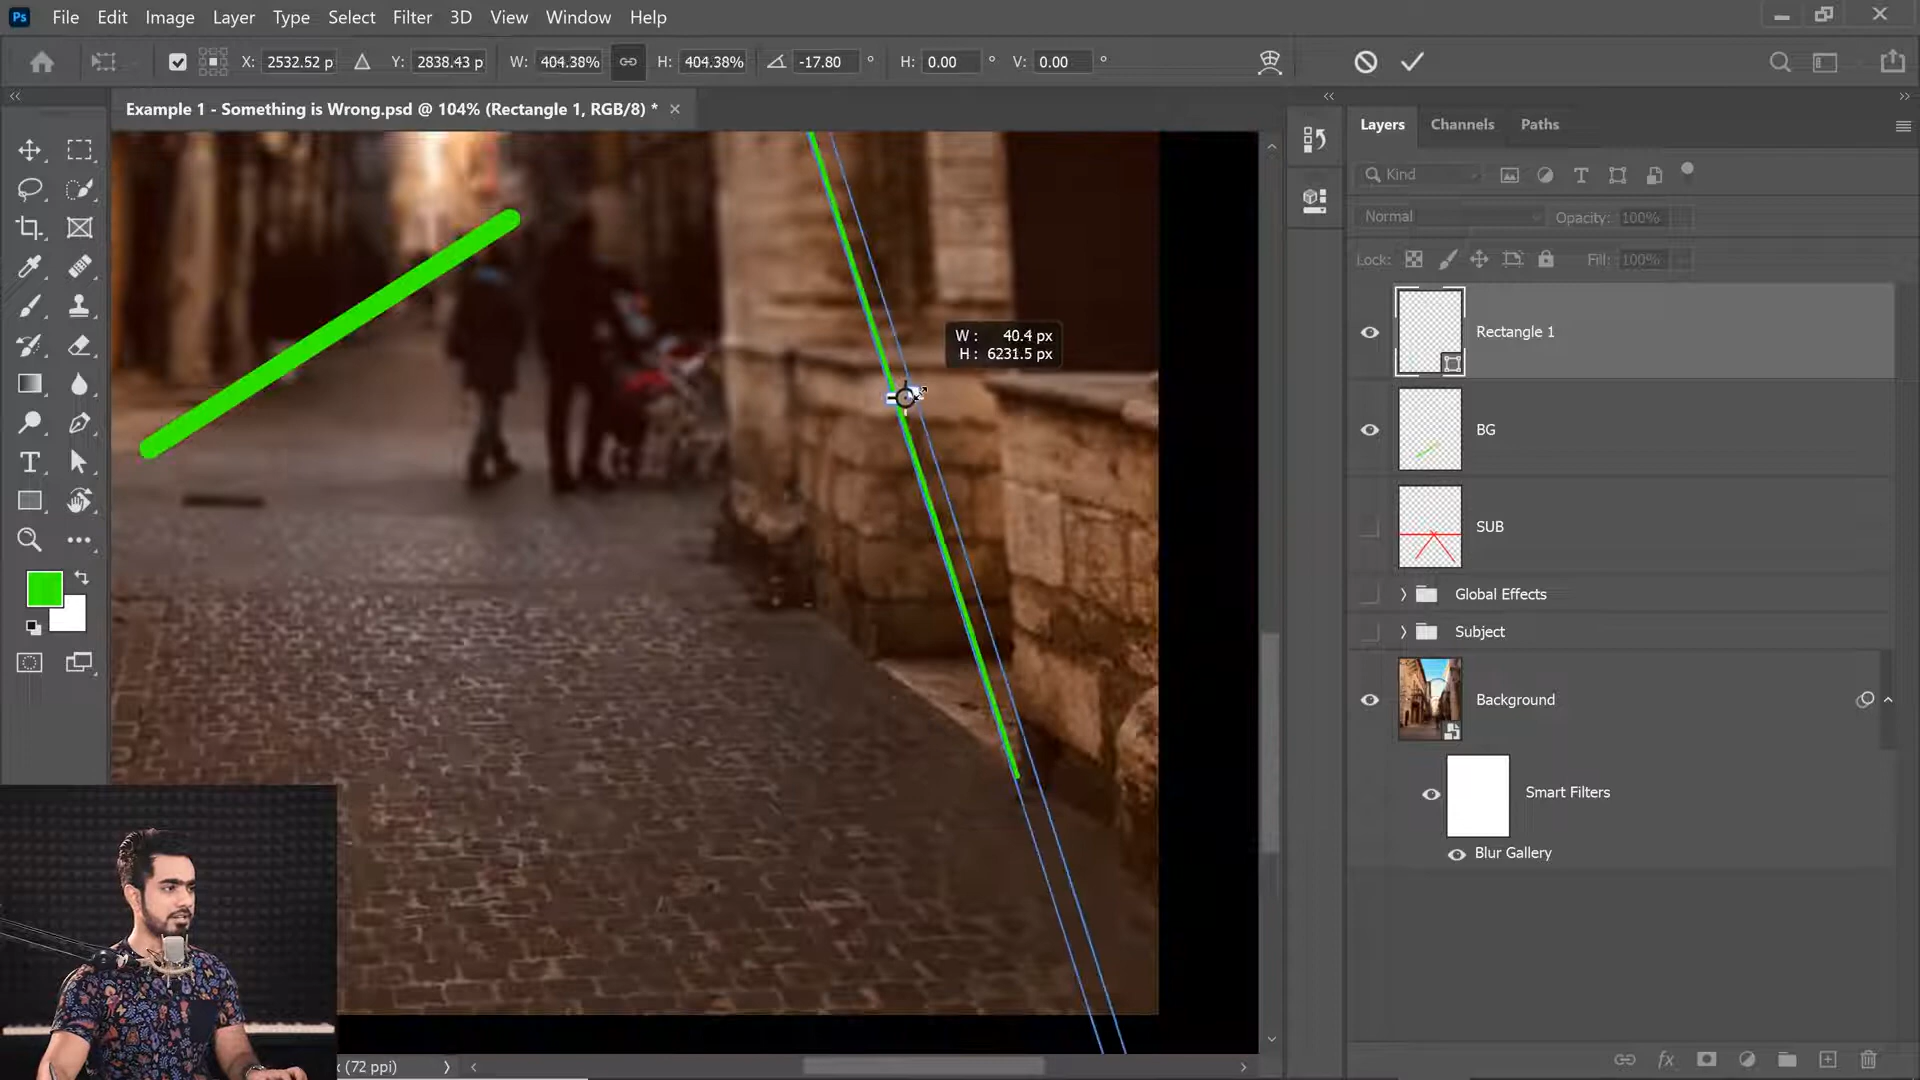 Ps File Edit Image Layer Type Select Filter 3D View Window Help
X: 2532.52 p Y: 2838.43 p W: 404.38% H: 404.38% -17.80 ° H: 0.00 ° V: 0.00 °
Example 1 - Something is Wrong.psd @ 104% (Rectangle 1, RGB/8) *
W : 40.4 px
H : 6231.5 px
x (72 ppi)
Layers Channels Paths
Kind
Normal Opacity: 100%
Lock: Fill: 100%
Rectangle 1
BG
SUB
Global Effects
Subject
Background
Smart Filters
Blur Gallery
fx